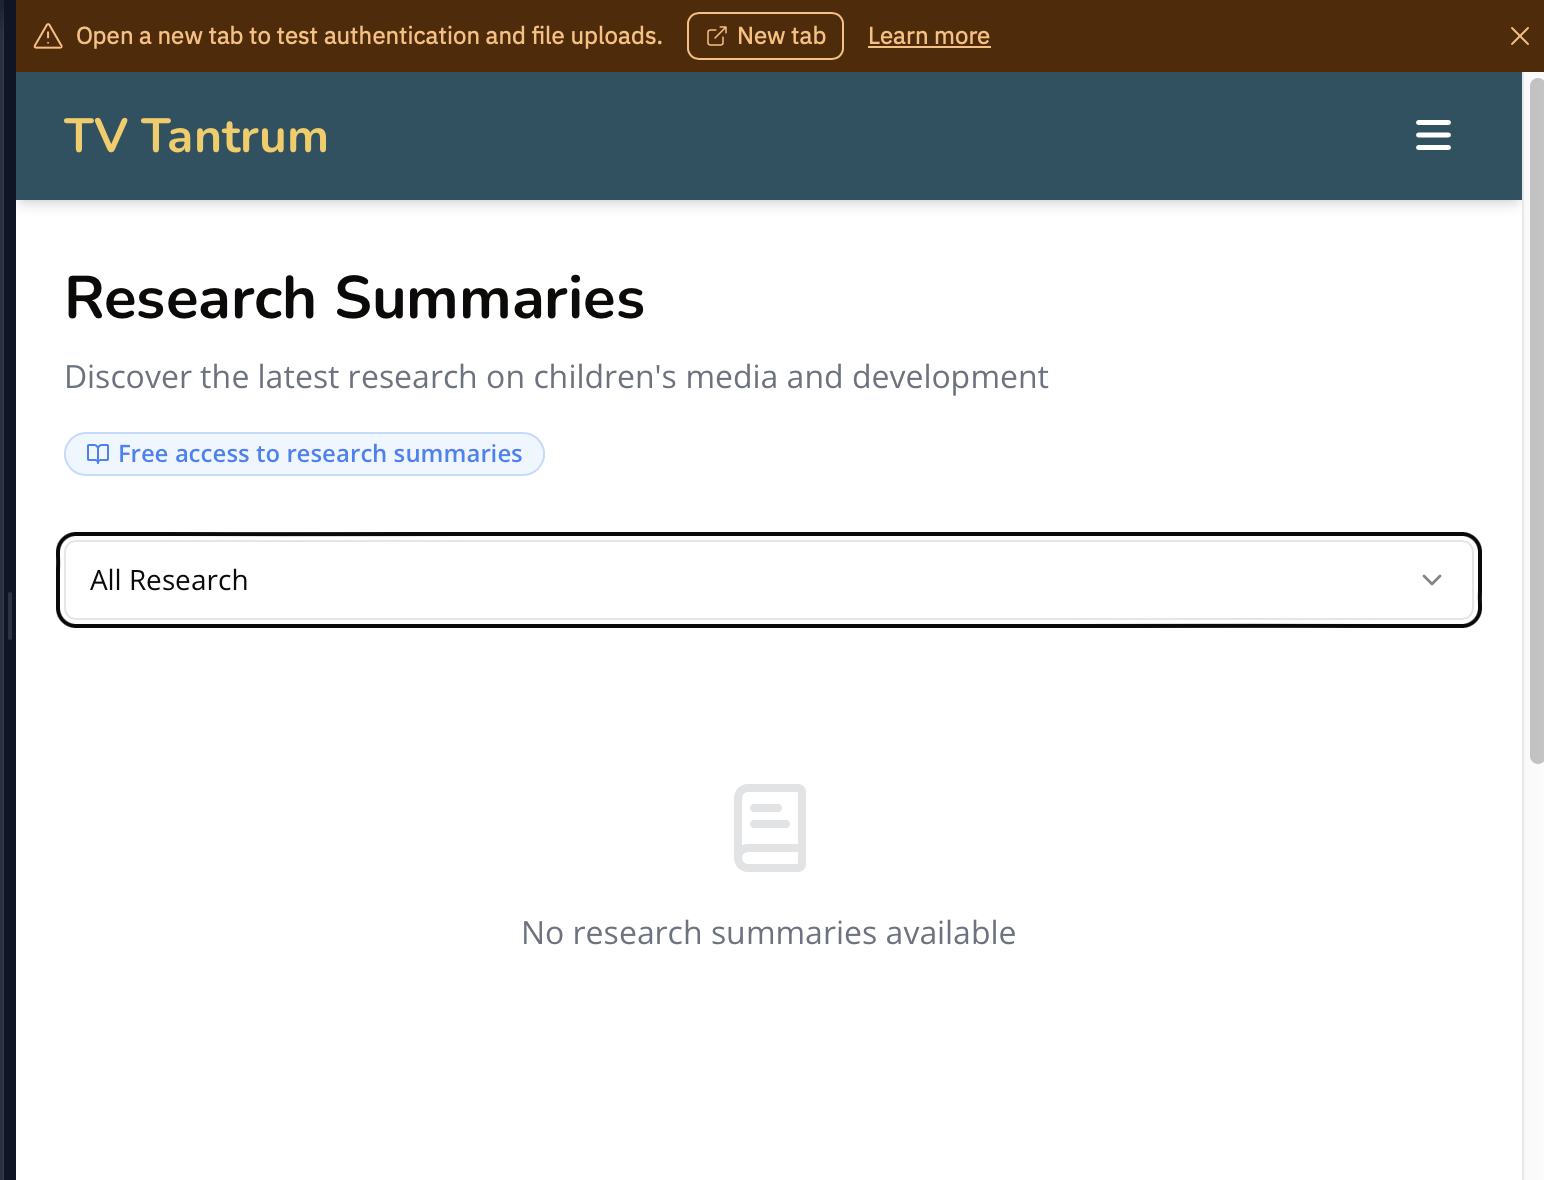 Open a new tab to test authentication and file uploads. New tab Learn more
TV Tantrum
Research Summaries
Discover the latest research on children's media and development
Free access to research summaries
All Research
No research summaries available